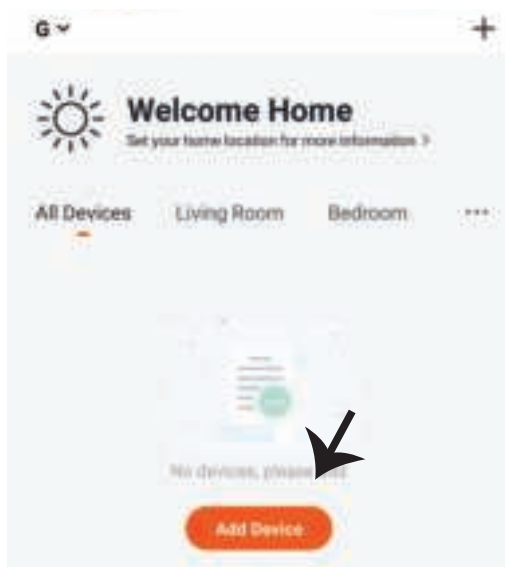 G
Welcome Home
Set your home location for more information >
All Devices Living Room Bedroom ...
No devices, please
Add Device